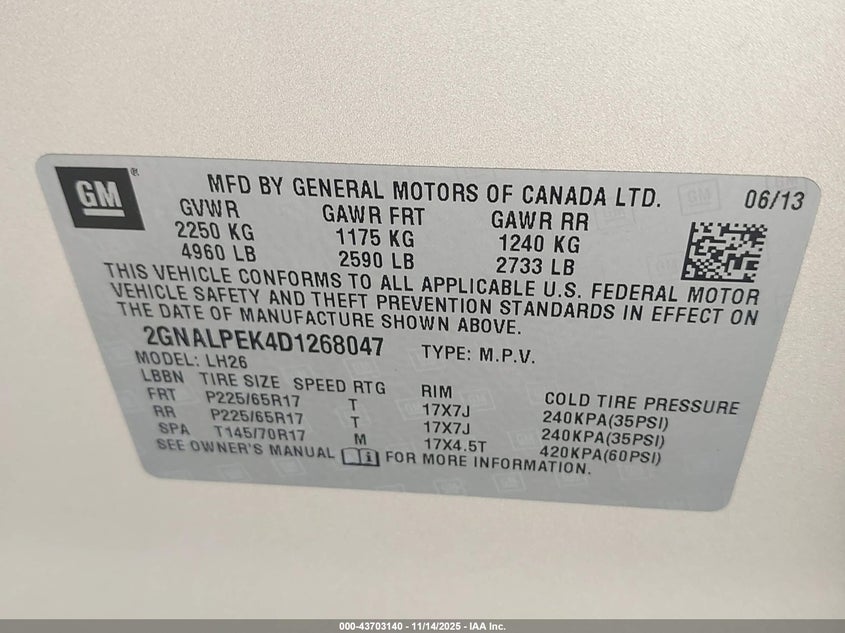 GM
MFD BY GENERAL MOTORS OF CANADA LTD. 06/13
GVWR GAWR FRT GAWR RR
2250 KG 1175 KG 1240 KG
4960 LB 2590 LB 2733 LB
THIS VEHICLE CONFORMS TO ALL APPLICABLE U.S. FEDERAL MOTOR
VEHICLE SAFETY AND THEFT PREVENTION STANDARDS IN EFFECT ON
THE DATE OF MANUFACTURE SHOWN ABOVE.
2GNALPEK4D1268047 TYPE: M.P.V.
MODEL: LH26
LBBN TIRE SIZE SPEED RTG RIM COLD TIRE PRESSURE
FRT P225/65R17 T 17X7J 240KPA(35PSI)
RR P225/65R17 T 17X7J 240KPA(35PSI)
SPA T145/70R17 M 17X4.5T 420KPA(60PSI)
SEE OWNER'S MANUAL FOR MORE INFORMATION.
000-43703140 - 11/14/2025 - IAA Inc.